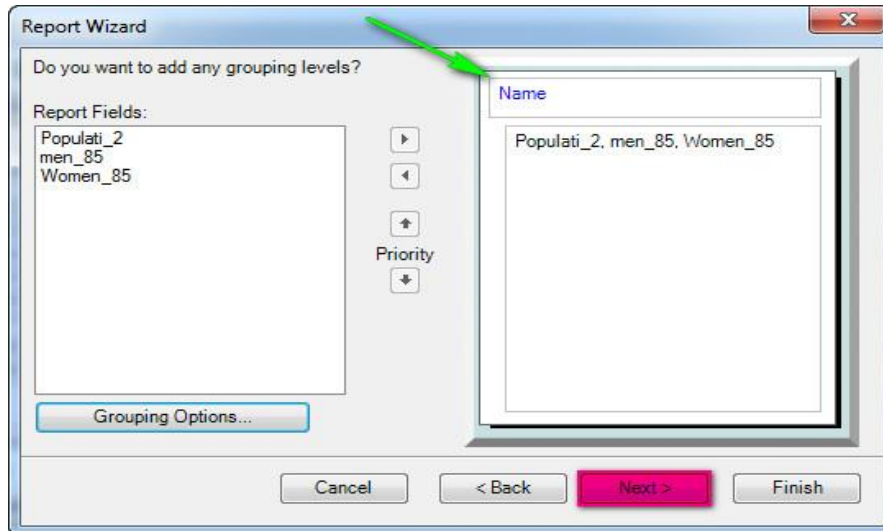 Report Wizard
Do you want to add any grouping levels?
Report Fields:
Populati_2
men_85
Women_85
Priority
Grouping Options...
Name
Populati_2, men_85, Women_85
Cancel
< Back
Next >
Finish